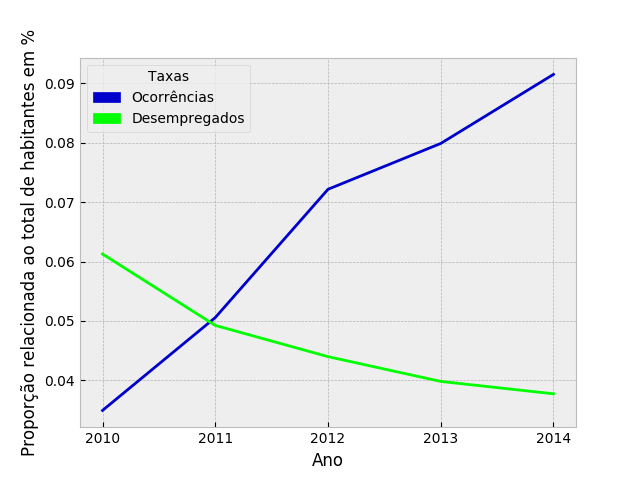 Proporção relacionada ao total de habitantes em %
0.09
0.08
0.07
0.06
0.05
0.04
Taxas
Ocorrências
Desempregados
2010 2011 2012 2013 2014
Ano